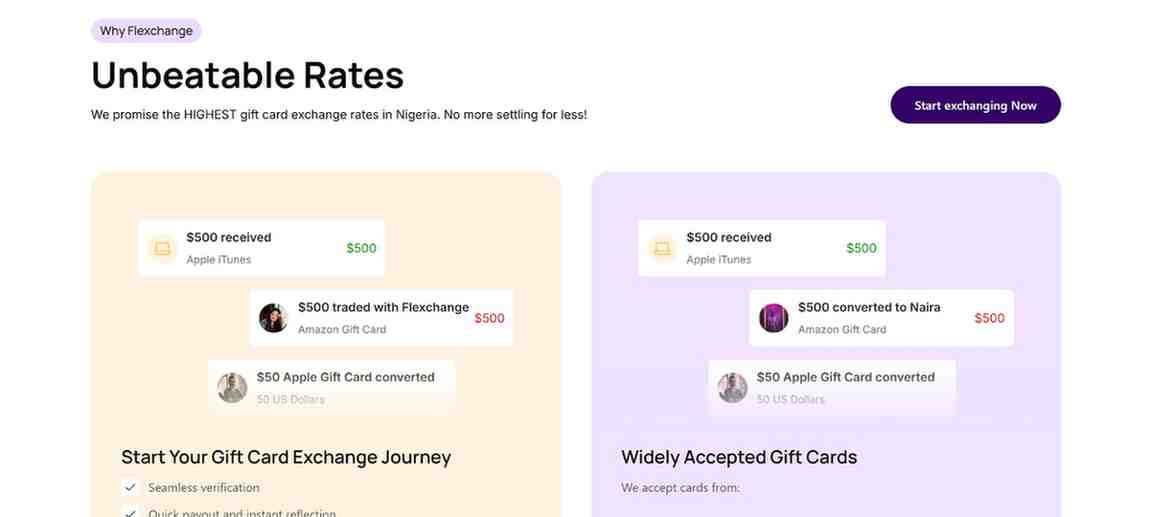 Why Flexchange
Unbeatable Rates
We promise the HIGHEST gift card exchange rates in Nigeria. No more settling for less!
Start exchanging Now
$500 received
Apple iTunes
$500
$500 traded with Flexchange
Amazon Gift Card
$500
$50 Apple Gift Card converted
50 US Dollars
Start Your Gift Card Exchange Journey
Seamless verification
Quick payout and instant reflection
$500 received
Apple iTunes
$500
$500 converted to Naira
Amazon Gift Card
$500
$50 Apple Gift Card converted
50 US Dollars
Widely Accepted Gift Cards
We accept cards from: